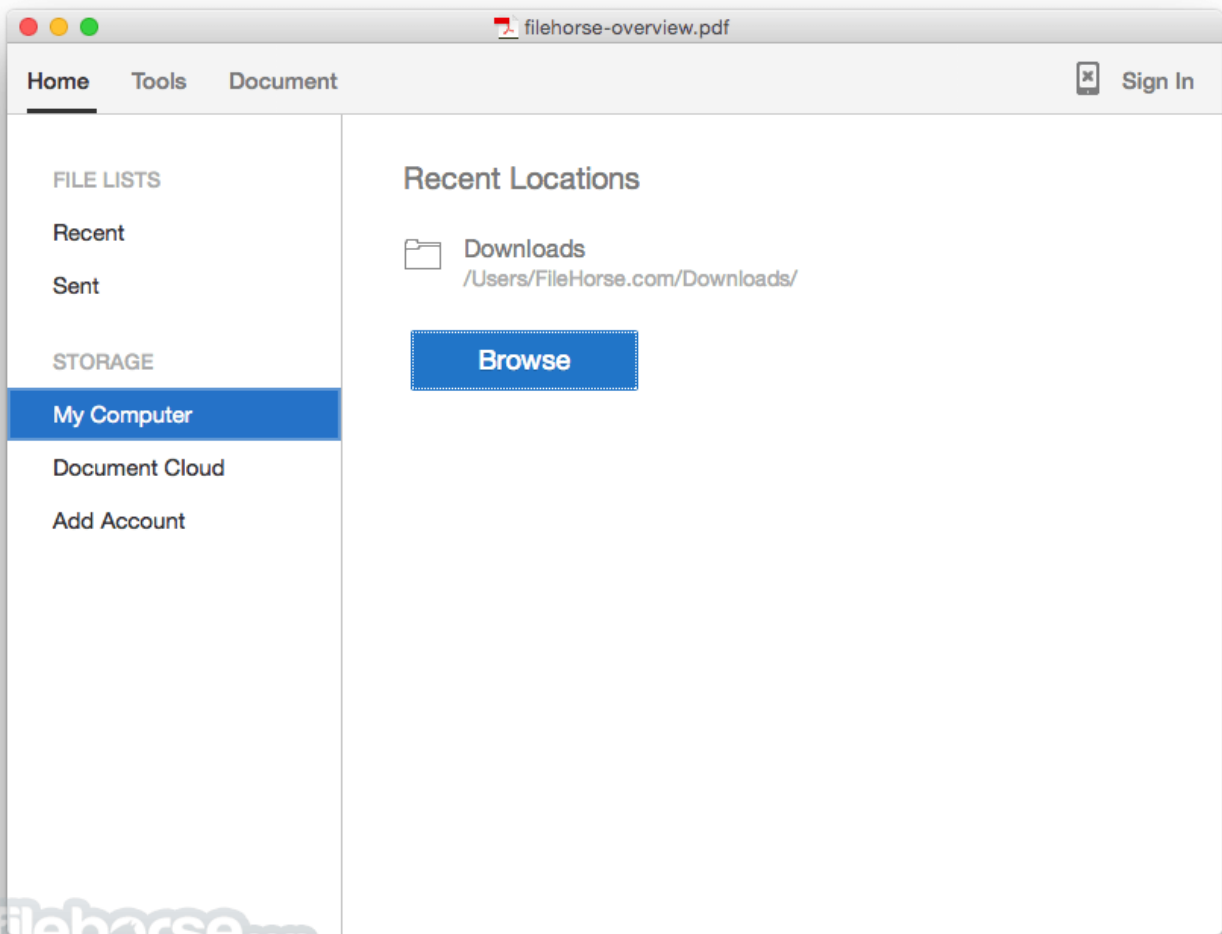 filehorse-overview.pdf
Home Tools Document Sign In
FILE LISTS
Recent
Sent
STORAGE
My Computer
Document Cloud
Add Account
Recent Locations
Downloads
/Users/FileHorse.com/Downloads/
Browse
filehorse